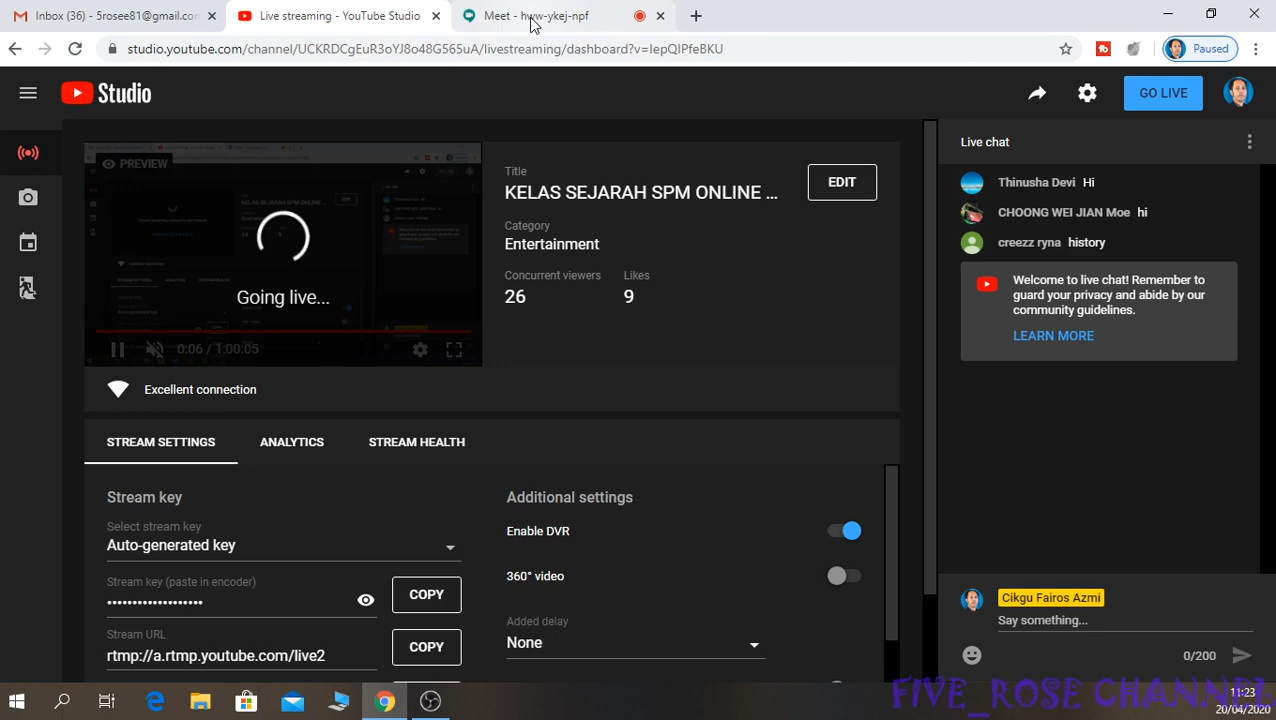 Inbox (36) - 5rosee81@gmail.con
Live streaming - YouTube Studio
Meet - hww-ykej-npf
studio.youtube.com/channel/UCKRDCgEuR3oYJ8o48G565uA/livestreaming/dashboard?v=lepQlPfeBKU
Paused
Studio
GO LIVE
PREVIEW
Going live...
0:06 / 1:00:05
Title
KELAS SEJARAH SPM ONLINE ...
EDIT
Category
Entertainment
Concurrent viewers
Likes
26
9
Excellent connection
STREAM SETTINGS
ANALYTICS
STREAM HEALTH
Stream key
Select stream key
Auto-generated key
Stream key (paste in encoder)
••••••••••••••••••••
COPY
Stream URL
rtmp://a.rtmp.youtube.com/live2
COPY
Additional settings
Enable DVR
360° video
Added delay
None
Live chat
Thinusha Devi Hi
CHOONG WEI JIAN Moe hi
creezz ryna history
Welcome to live chat! Remember to
guard your privacy and abide by our
community guidelines.
LEARN MORE
Cikgu Fairos Azmi
Say something...
0/200
FIVE_ROSE CHANNEL
11:23
20/04/2020